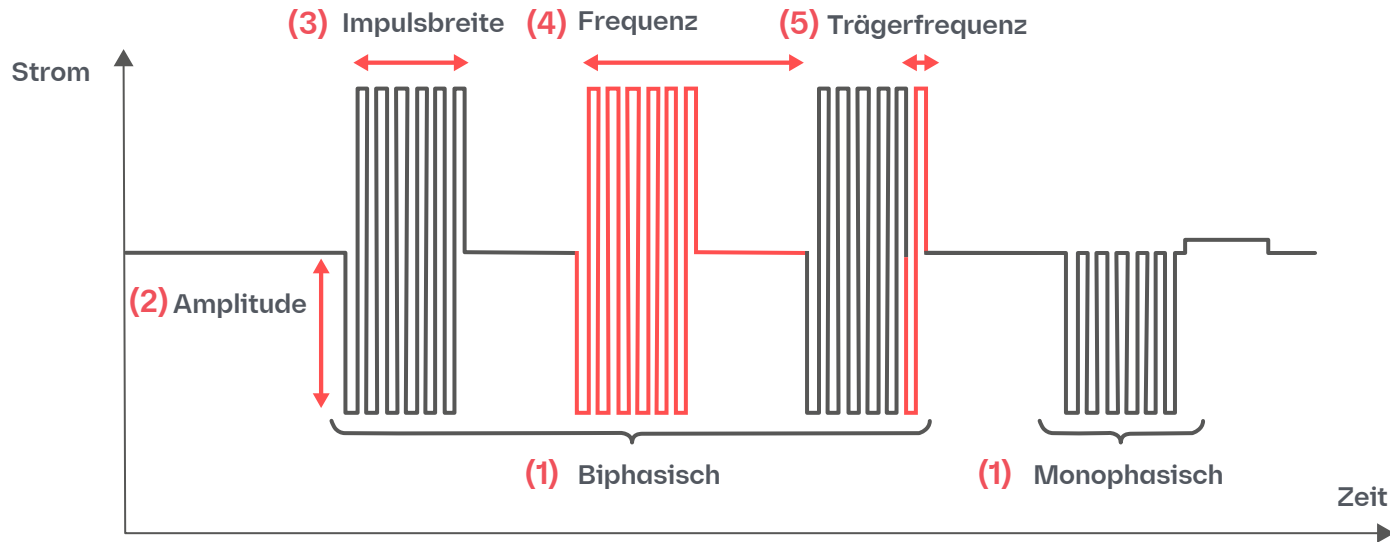 (3) Impulsbreite
(4) Frequenz
(5) Trägerfrequenz
Strom
(2) Amplitude
(1) Biphasisch
(1) Monophasisch
Zeit